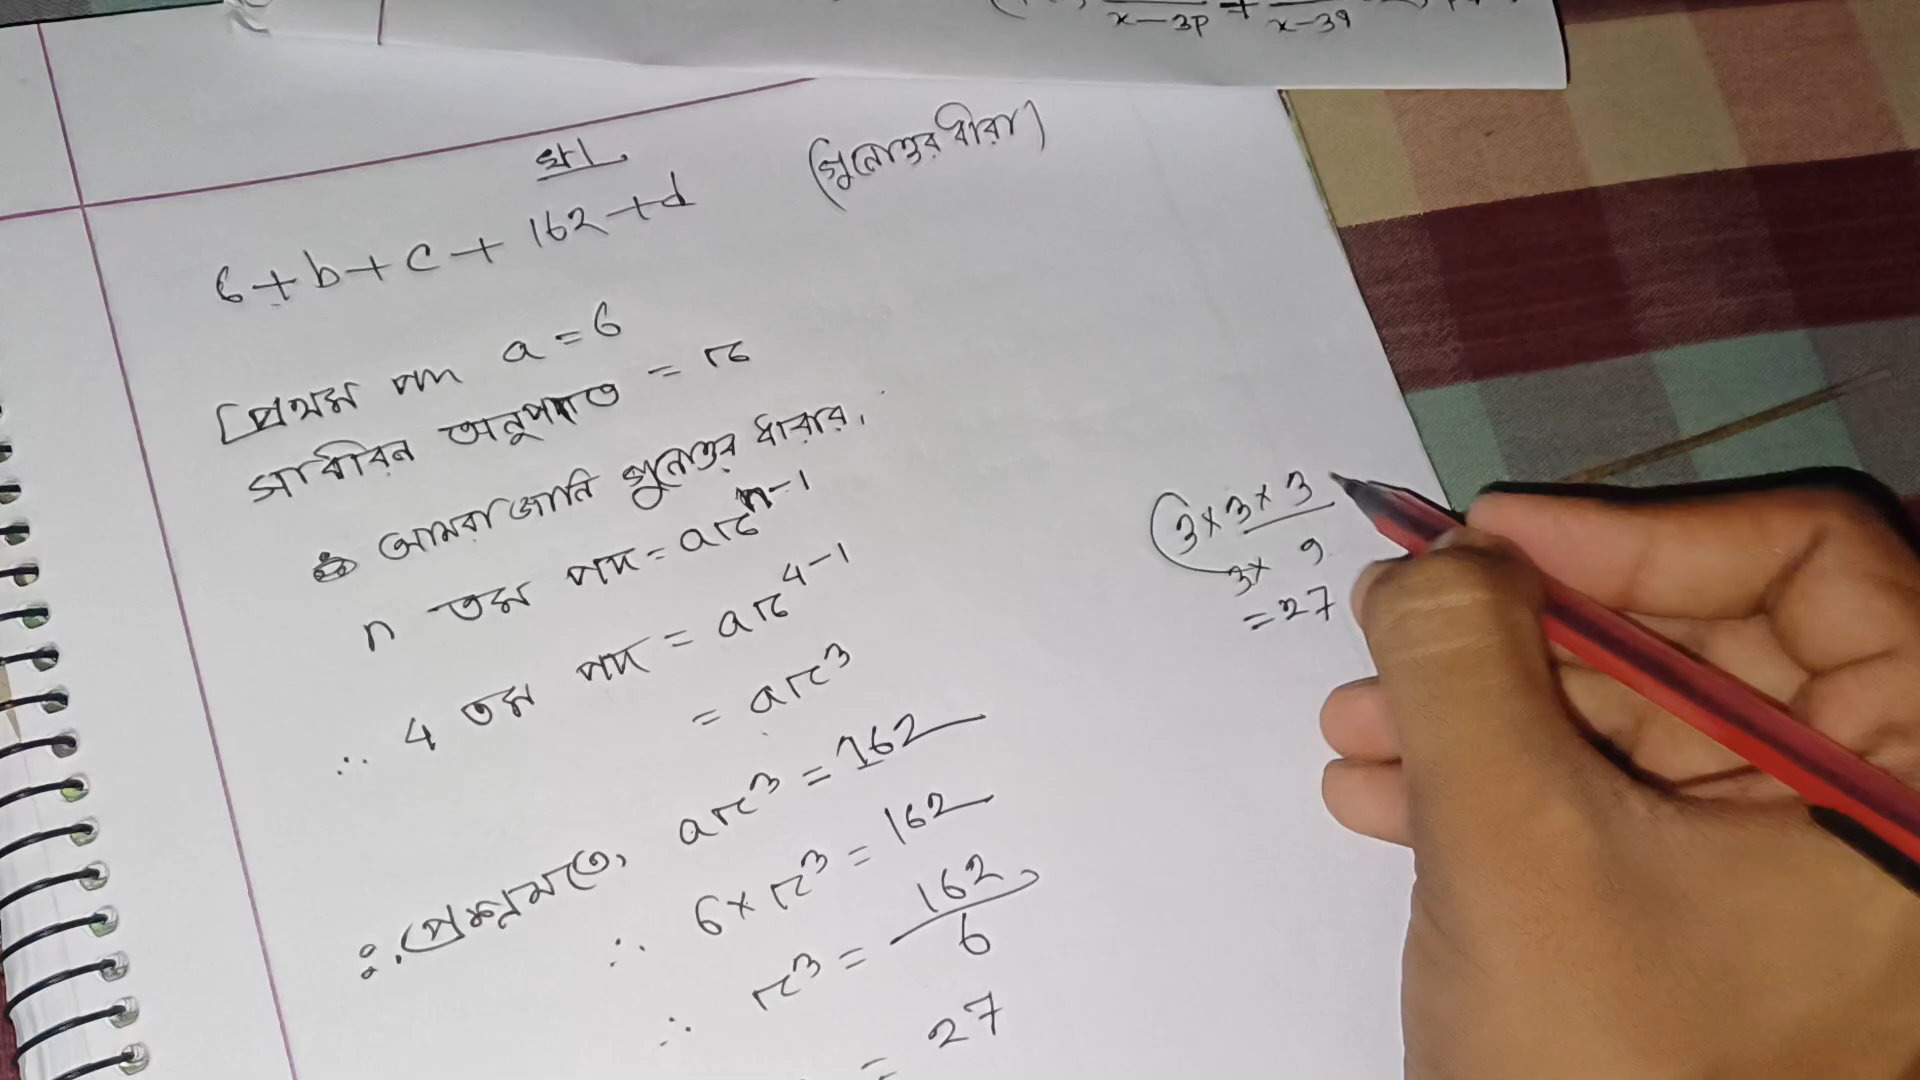 x-3p + x-3q
খ।
6+b+c+162+d (গুনোত্তর ধারা)
[প্রথম পদ a=6
সাধারন অনুপাত = r
আমরা জানি গুনোত্তর ধারার,
n তম পদ = arⁿ⁻¹
∴ 4 তম পদ = ar⁴⁻¹
= ar³
প্রশ্নমতে, ar³ = 162
∴ 6×r³ = 162
∴ r³ = 162/6
= 27
3×3×3
3× 9
=27